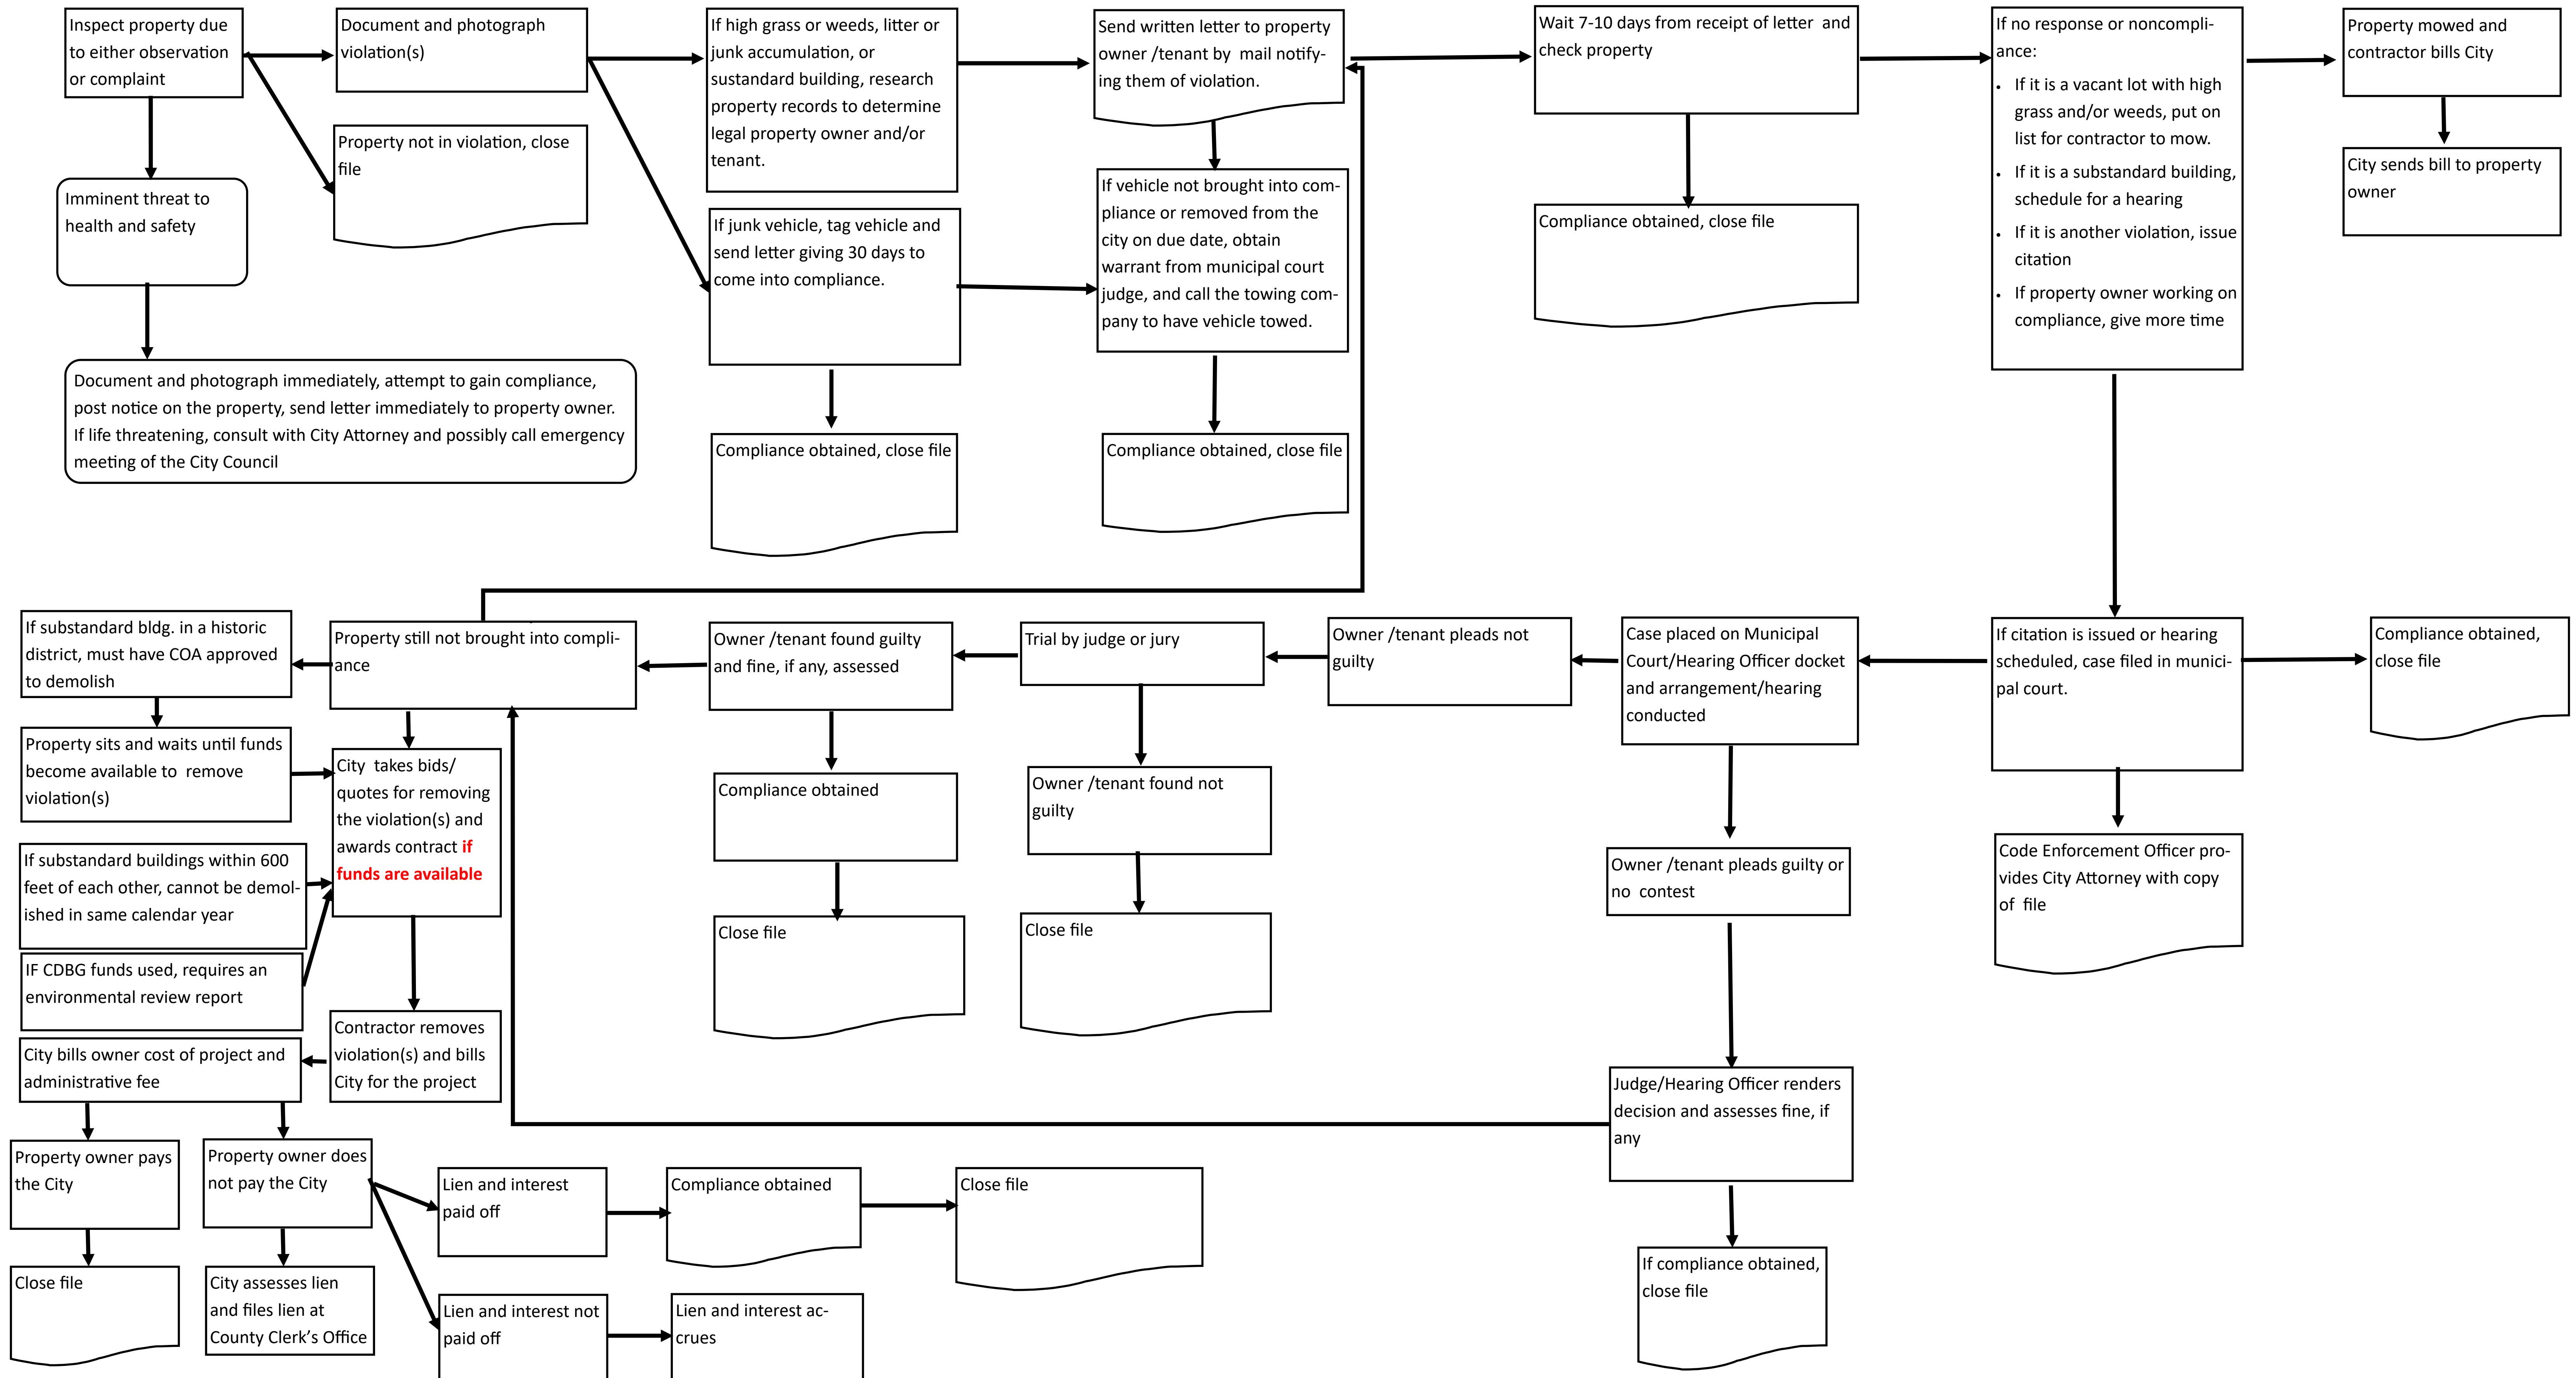 Inspect property due
to either observation
or complaint
Document and photograph
violation(s)
If high grass or weeds, litter or
junk accumulation, or
sustandard building, research
property records to determine
legal property owner and/or
tenant.
Send written letter to property
owner /tenant by mail notify-
ing them of violation.
Wait 7-10 days from receipt of letter and
check property
If no response or noncompli-
ance:
• If it is a vacant lot with high
grass and/or weeds, put on
list for contractor to mow.
• If it is a substandard building,
schedule for a hearing
• If it is another violation, issue
citation
• If property owner working on
compliance, give more time
Property mowed and
contractor bills City
City sends bill to property
owner
Property not in violation, close
file
Imminent threat to
health and safety
If junk vehicle, tag vehicle and
send letter giving 30 days to
come into compliance.
If vehicle not brought into com-
pliance or removed from the
city on due date, obtain
warrant from municipal court
judge, and call the towing com-
pany to have vehicle towed.
Compliance obtained, close file
Document and photograph immediately, attempt to gain compliance,
post notice on the property, send letter immediately to property owner.
If life threatening, consult with City Attorney and possibly call emergency
meeting of the City Council
Compliance obtained, close file
Compliance obtained, close file
If substandard bldg. in a historic
district, must have COA approved
to demolish
Property still not brought into compli-
ance
Owner /tenant found guilty
and fine, if any, assessed
Trial by judge or jury
Owner /tenant pleads not
guilty
Case placed on Municipal
Court/Hearing Officer docket
and arrangement/hearing
conducted
If citation is issued or hearing
scheduled, case filed in munici-
pal court.
Compliance obtained,
close file
Property sits and waits until funds
become available to remove
violation(s)
City takes bids/
quotes for removing
the violation(s) and
awards contract if
funds are available
Compliance obtained
Owner /tenant found not
guilty
Owner /tenant pleads guilty or
no contest
Code Enforcement Officer pro-
vides City Attorney with copy
of file
If substandard buildings within 600
feet of each other, cannot be demol-
ished in same calendar year
IF CDBG funds used, requires an
environmental review report
Close file
Close file
Contractor removes
violation(s) and bills
City for the project
City bills owner cost of project and
administrative fee
Judge/Hearing Officer renders
decision and assesses fine, if
any
Property owner pays
the City
Property owner does
not pay the City
Lien and interest
paid off
Compliance obtained
Close file
If compliance obtained,
close file
Close file
City assesses lien
and files lien at
County Clerk's Office
Lien and interest not
paid off
Lien and interest ac-
crues